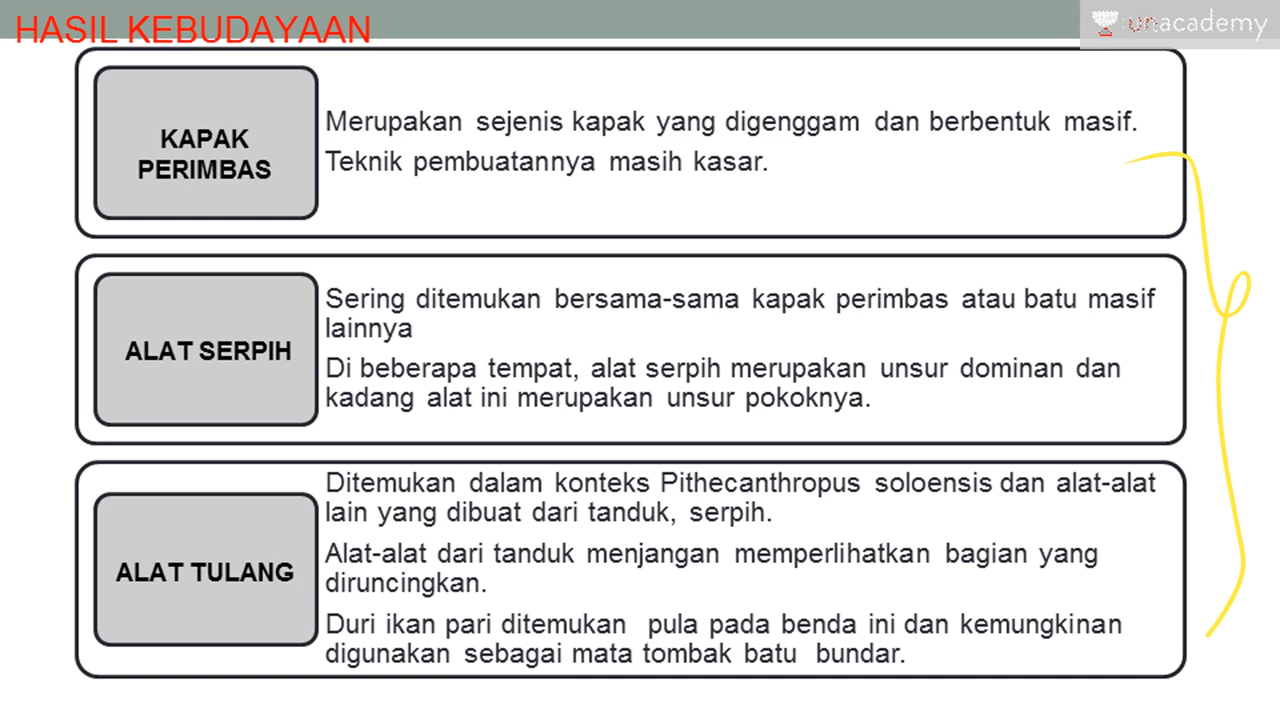 HASIL KEBUDAYAAN
unacademy
KAPAK
PERIMBAS
Merupakan sejenis kapak yang digenggam dan berbentuk masif.
Teknik pembuatannya masih kasar.
ALAT SERPIH
Sering ditemukan bersama-sama kapak perimbas atau batu masif
lainnya
Di beberapa tempat, alat serpih merupakan unsur dominan dan
kadang alat ini merupakan unsur pokoknya.
ALAT TULANG
Ditemukan dalam konteks Pithecanthropus soloensis dan alat-alat
lain yang dibuat dari tanduk, serpih.
Alat-alat dari tanduk menjangan memperlihatkan bagian yang
diruncingkan.
Duri ikan pari ditemukan pula pada benda ini dan kemungkinan
digunakan sebagai mata tombak batu bundar.